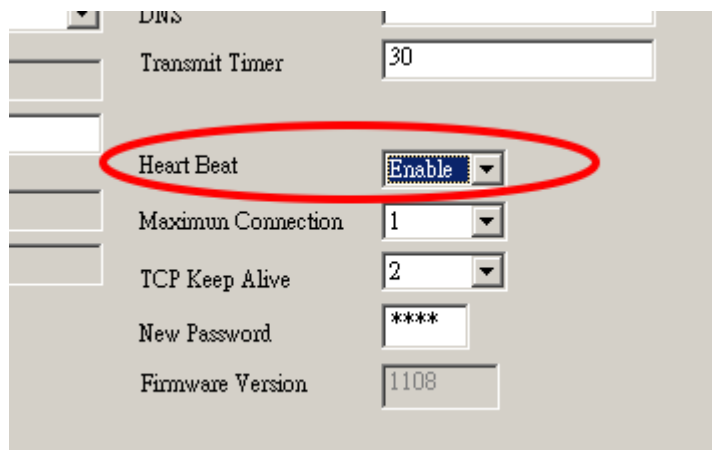 DNS
Transmit Timer 30
Heart Beat Enable
Maximun Connection 1
TCP Keep Alive 2
New Password ****
Firmware Version 1108